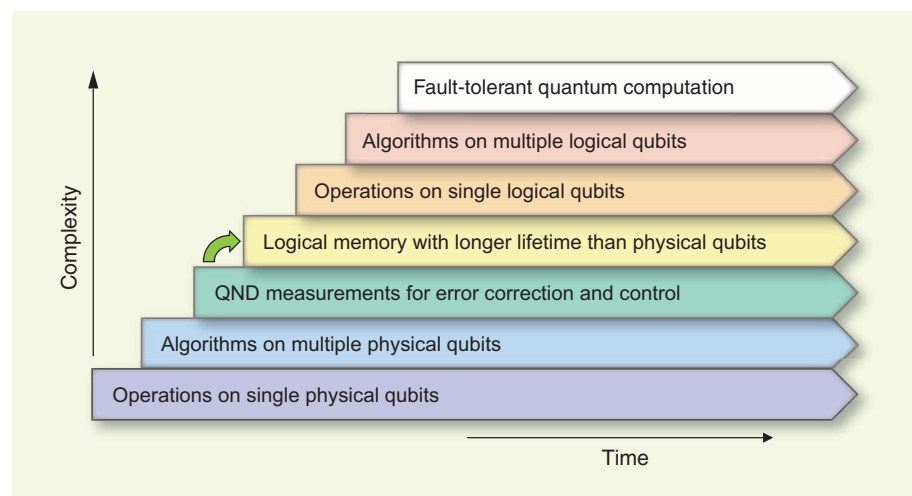 Fault-tolerant quantum computation
Algorithms on multiple logical qubits
Operations on single logical qubits
Logical memory with longer lifetime than physical qubits
QND measurements for error correction and control
Algorithms on multiple physical qubits
Operations on single physical qubits
Complexity
Time